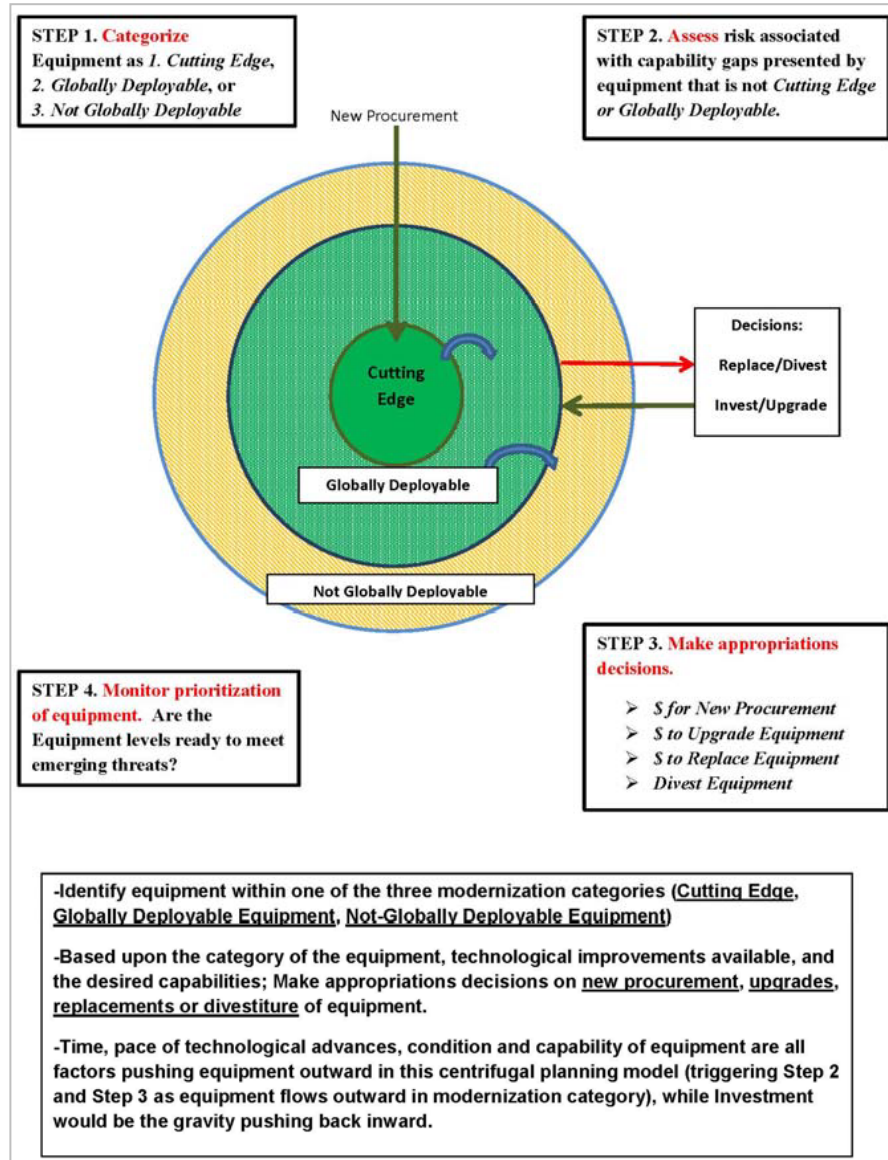 STEP 1. Categorize
Equipment as 1. Cutting Edge,
2. Globally Deployable, or
3. Not Globally Deployable
STEP 2. Assess risk associated
with capability gaps presented by
equipment that is not Cutting Edge
or Globally Deployable.
New Procurement
Cutting
Edge
Globally Deployable
Not Globally Deployable
Decisions:
Replace/Divest
Invest/Upgrade
STEP 4. Monitor prioritization
of equipment. Are the
Equipment levels ready to meet
emerging threats?
STEP 3. Make appropriations
decisions.
➢ $ for New Procurement
➢ $ to Upgrade Equipment
➢ $ to Replace Equipment
➢ Divest Equipment
-Identify equipment within one of the three modernization categories (Cutting Edge,
Globally Deployable Equipment, Not-Globally Deployable Equipment)
-Based upon the category of the equipment, technological improvements available, and
the desired capabilities; Make appropriations decisions on new procurement, upgrades,
replacements or divestiture of equipment.
-Time, pace of technological advances, condition and capability of equipment are all
factors pushing equipment outward in this centrifugal planning model (triggering Step 2
and Step 3 as equipment flows outward in modernization category), while Investment
would be the gravity pushing back inward.